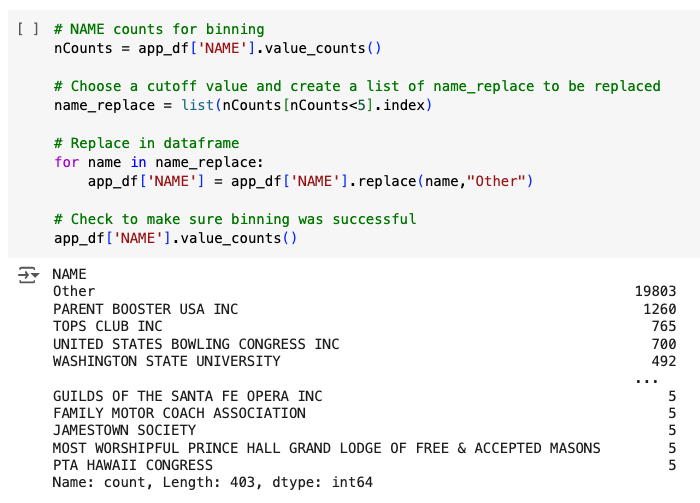 [ ] # NAME counts for binning
nCounts = app_df['NAME'].value_counts()
# Choose a cutoff value and create a list of name_replace to be replaced
name_replace = list(nCounts[nCounts<5].index)
# Replace in dataframe
for name in name_replace:
    app_df['NAME'] = app_df['NAME'].replace(name,"Other")
# Check to make sure binning was successful
app_df['NAME'].value_counts()
NAME
Other 19803
PARENT BOOSTER USA INC 1260
TOPS CLUB INC 765
UNITED STATES BOWLING CONGRESS INC 700
WASHINGTON STATE UNIVERSITY 492
...
GUILDS OF THE SANTA FE OPERA INC 5
FAMILY MOTOR COACH ASSOCIATION 5
JAMESTOWN SOCIETY 5
MOST WORSHIPFUL PRINCE HALL GRAND LODGE OF FREE & ACCEPTED MASONS 5
PTA HAWAII CONGRESS 5
Name: count, Length: 403, dtype: int64